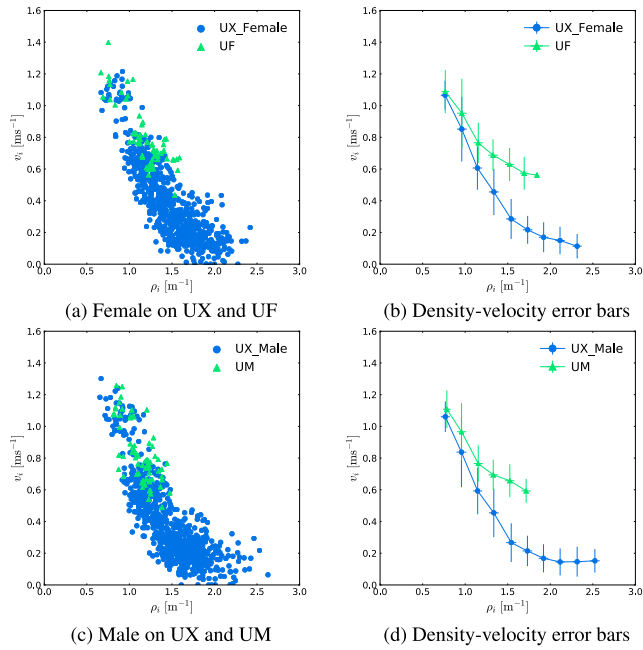 1.6
1.4
1.2
1.0
0.8
0.6
0.4
0.2
0.0
v_i [ms⁻¹]
UX_Female
UF
0.0 0.5 1.0 1.5 2.0 2.5 3.0
ρ_i [m⁻¹]
(a) Female on UX and UF
1.6
1.4
1.2
1.0
0.8
0.6
0.4
0.2
0.0
v_i [ms⁻¹]
UX_Female
UF
0.0 0.5 1.0 1.5 2.0 2.5 3.0
ρ_i [m⁻¹]
(b) Density-velocity error bars
1.6
1.4
1.2
1.0
0.8
0.6
0.4
0.2
0.0
v_i [ms⁻¹]
UX_Male
UM
0.0 0.5 1.0 1.5 2.0 2.5 3.0
ρ_i [m⁻¹]
(c) Male on UX and UM
1.6
1.4
1.2
1.0
0.8
0.6
0.4
0.2
0.0
v_i [ms⁻¹]
UX_Male
UM
0.0 0.5 1.0 1.5 2.0 2.5 3.0
ρ_i [m⁻¹]
(d) Density-velocity error bars